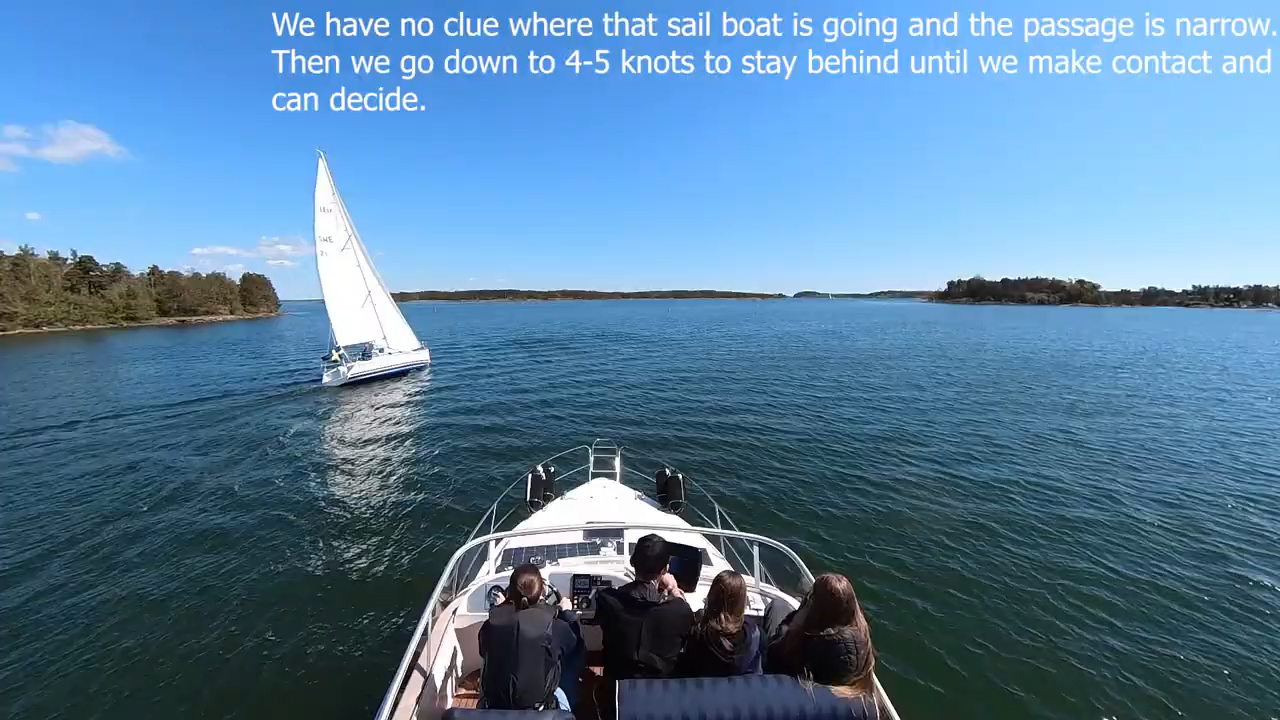 We have no clue where that sail boat is going and the passage is narrow.
Then we go down to 4-5 knots to stay behind until we make contact and
can decide.
SWE